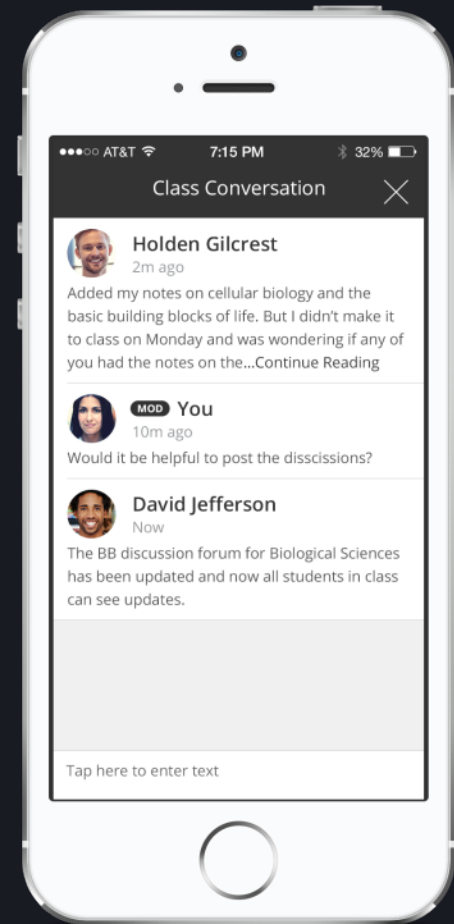 AT&T 7:15 PM 32%
Class Conversation
Holden Gilcrest
2m ago
Added my notes on cellular biology and the
basic building blocks of life. But I didn't make it
to class on Monday and was wondering if any of
you had the notes on the...Continue Reading
MOD You
10m ago
Would it be helpful to post the disscissions?
David Jefferson
Now
The BB discussion forum for Biological Sciences
has been updated and now all students in class
can see updates.
Tap here to enter text